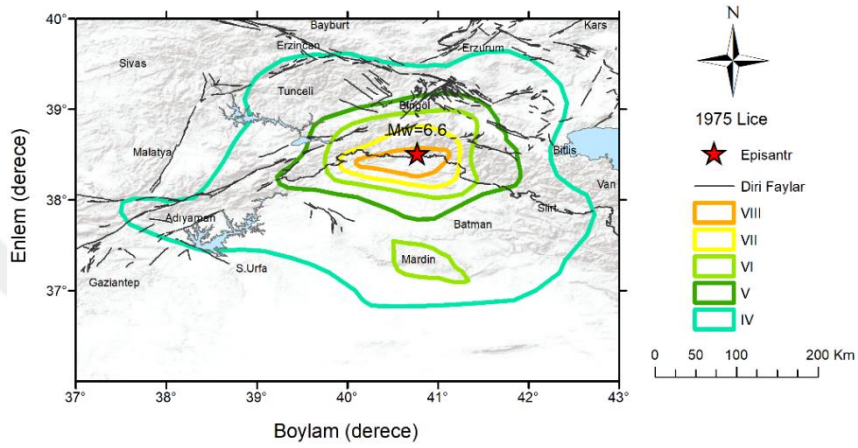 40°
39°
38°
37°
Enlem (derece)
Bayburt
Kars
Erzincan
Erzurum
Sivas
Tunceli
Bingöl
Mw=6.6
Malatya
Bitlis
Van
Adıyaman
Siirt
Batman
Mardin
S.Urfa
Gaziantep
37°
38°
39°
40°
41°
42°
43°
Boylam (derece)
N
1975 Lice
Episantr
Diri Faylar
VIII
VII
VI
V
IV
0 50 100 200 Km